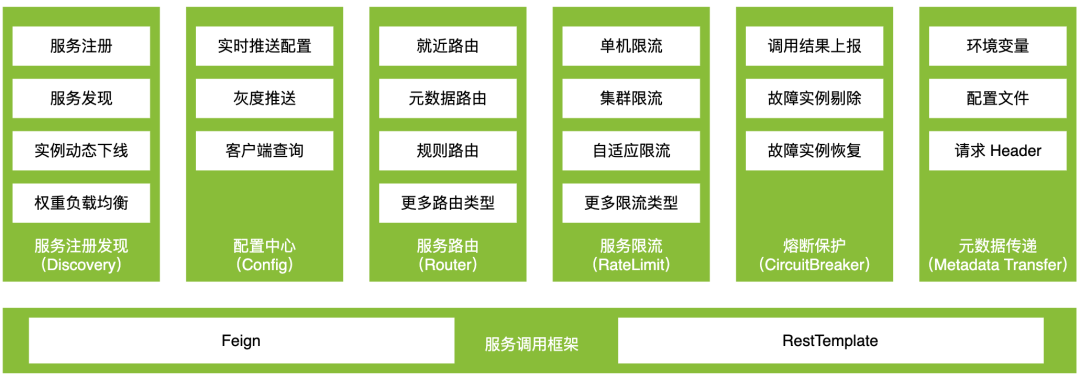 服务注册
服务发现
实例动态下线
权重负载均衡
服务注册发现
（Discovery）
实时推送配置
灰度推送
客户端查询
配置中心
（Config）
就近路由
元数据路由
规则路由
更多路由类型
服务路由
（Router）
单机限流
集群限流
自适应限流
更多限流类型
服务限流
（RateLimit）
调用结果上报
故障实例剔除
故障实例恢复
熔断保护
（CircuitBreaker）
环境变量
配置文件
请求 Header
元数据传递
（Metadata Transfer）
Feign
服务调用框架
RestTemplate